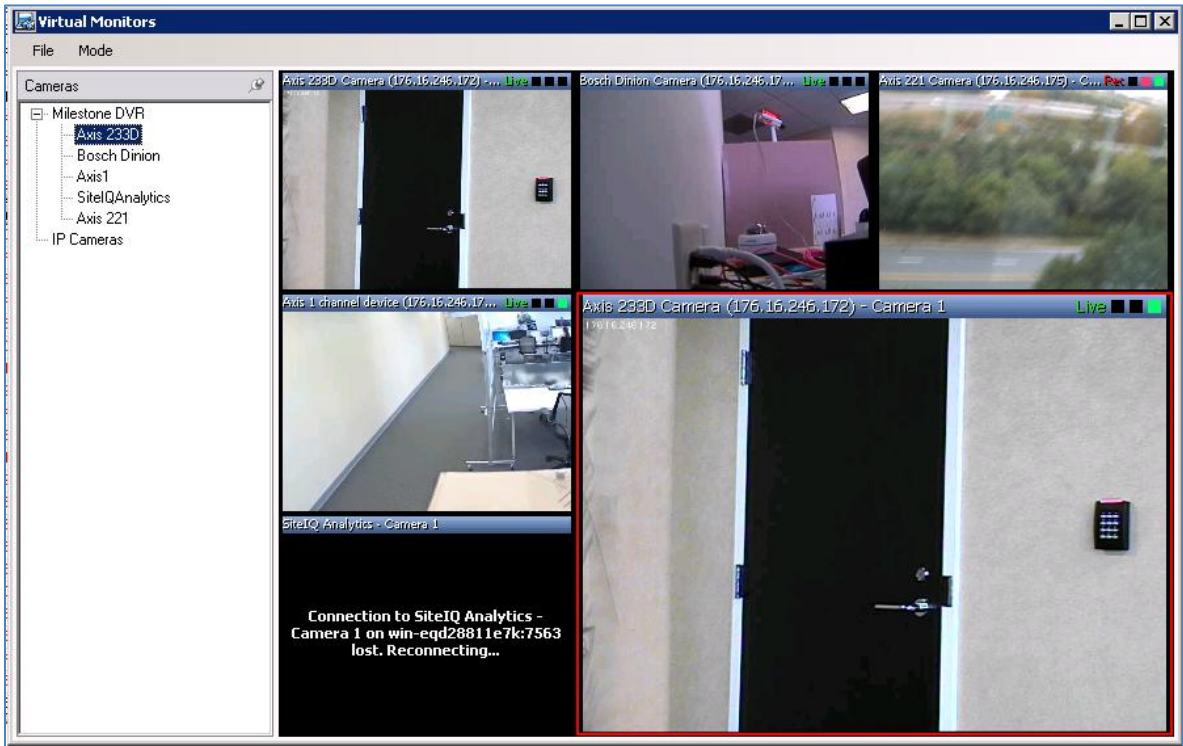 Virtual Monitors
File Mode
Cameras
Milestone DVR
Axis 233D
Bosch Dinion
Axis1
SiteIQAnalytics
Axis 221
IP Cameras
Axis 233D Camera (176.16.246.172) -... Live
Bosch Dinion Camera (176.16.246.17... Live
Axis 221 Camera (176.16.246.175) - C... Rec
Axis 1 channel device (176.16.246.17... Live
Axis 233D Camera (176.16.246.172) - Camera 1 Live
176.16.246.172
SiteIQ Analytics - Camera 1
Connection to SiteIQ Analytics -
Camera 1 on win-eqd28811e7k:7563
lost. Reconnecting...